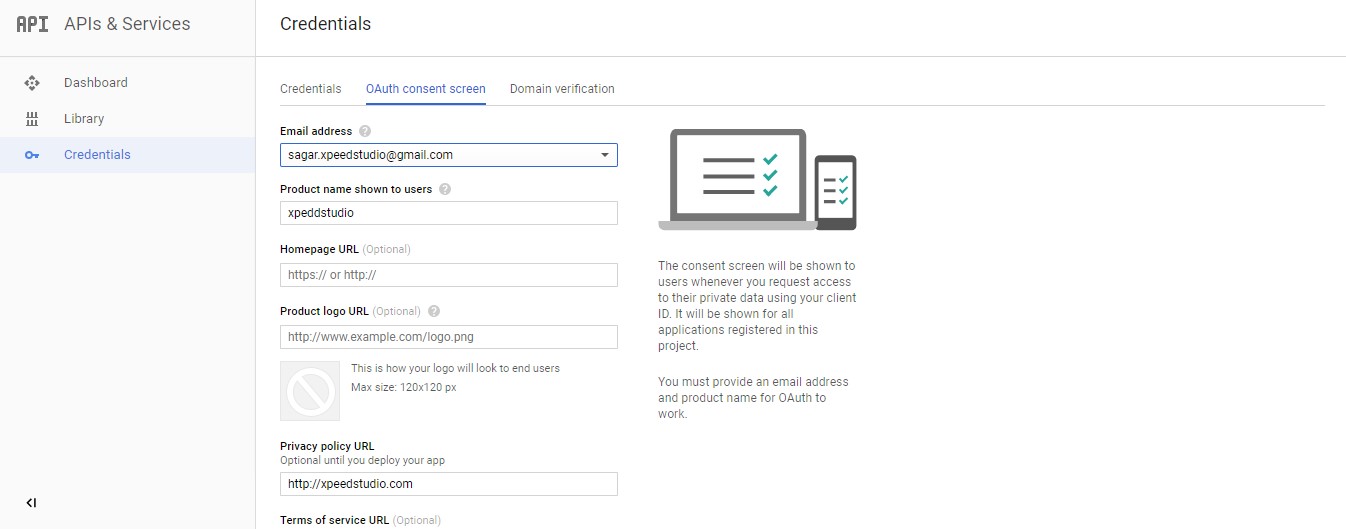 API APIs & Services
Credentials
Dashboard
Library
Credentials
Credentials OAuth consent screen Domain verification
Email address ?
sagar.xpeedstudio@gmail.com
Product name shown to users ?
xpeddstudio
Homepage URL (Optional)
https:// or http://
Product logo URL (Optional) ?
http://www.example.com/logo.png
This is how your logo will look to end users
Max size: 120x120 px
Privacy policy URL
Optional until you deploy your app
http://xpeedstudio.com
Terms of service URL (Optional)
The consent screen will be shown to
users whenever you request access
to their private data using your client
ID. It will be shown for all
applications registered in this
project.
You must provide an email address
and product name for OAuth to
work.